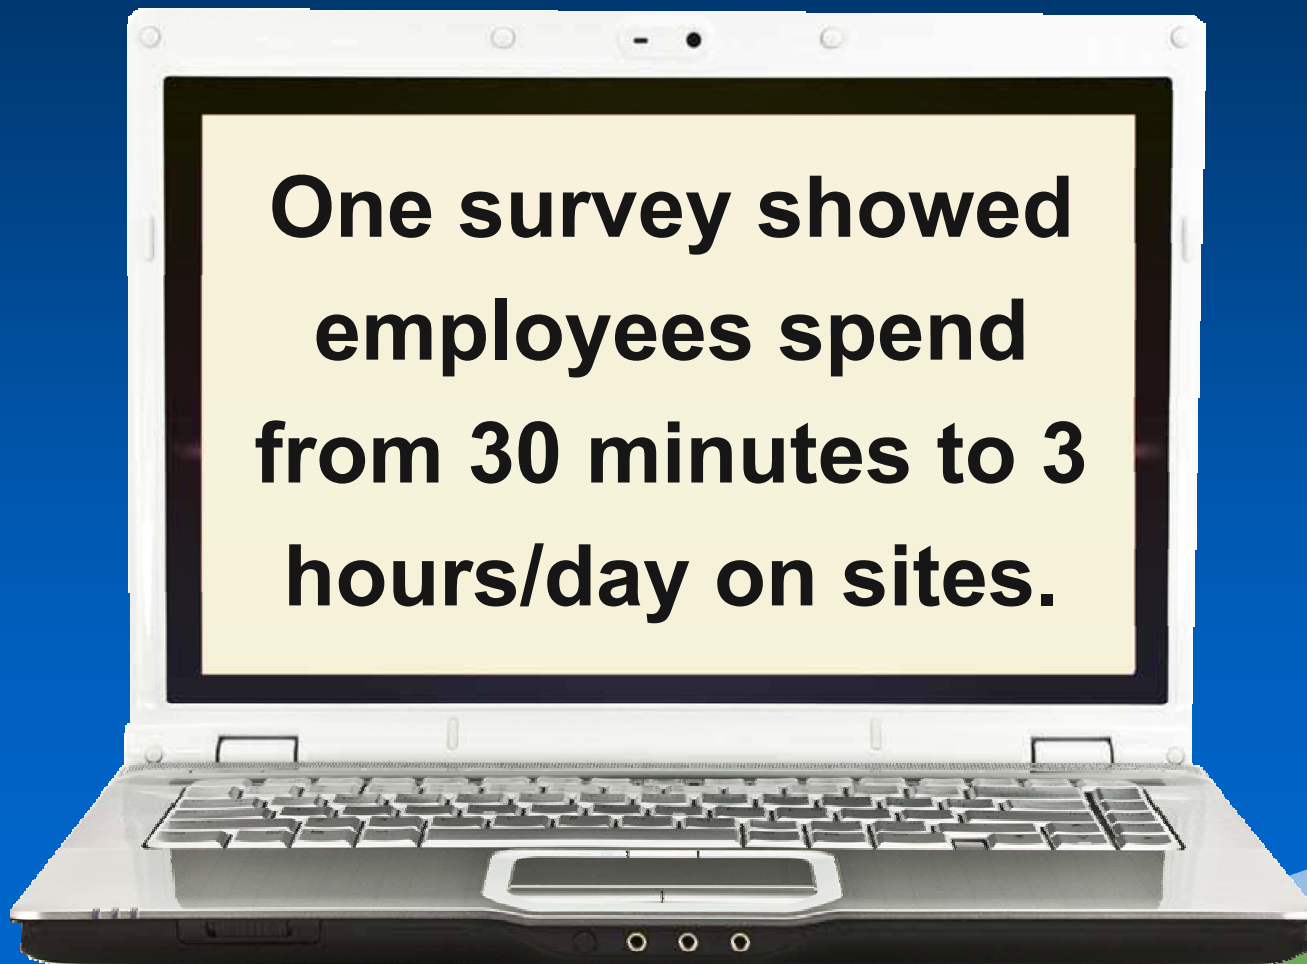 One survey showed
employees spend
from 30 minutes to 3
hours/day on sites.